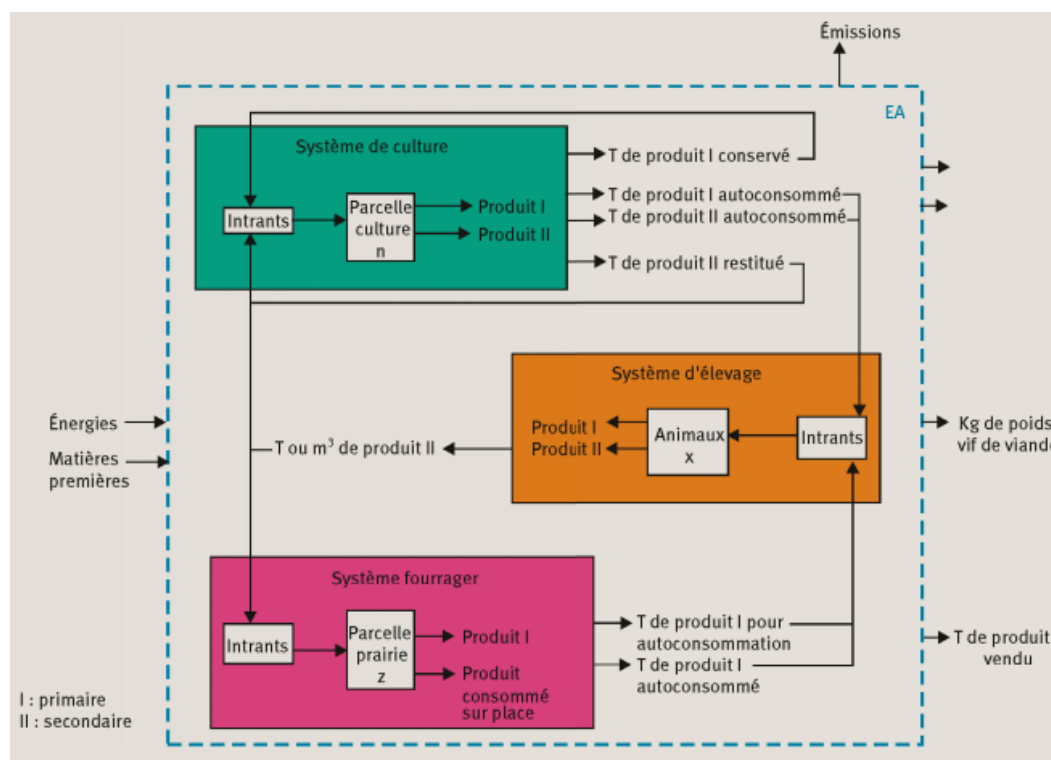 Émissions
EA
Système de culture
T de produit I conservé
Intrants
Parcelle
culture
n
Produit I
Produit II
T de produit I autoconsommé
T de produit II autoconsommé
T de produit II restitué
Énergies
Matières
premières
Système d'élevage
Produit I
Produit II
Animaux
x
Intrants
T ou m³ de produit II
Kg de poids
vif de viande
Système fourrager
Intrants
Parcelle
prairie
z
Produit I
Produit
consommé
sur place
T de produit I pour
autoconsommation
T de produit I
autoconsommé
T de produit
vendu
I : primaire
II : secondaire